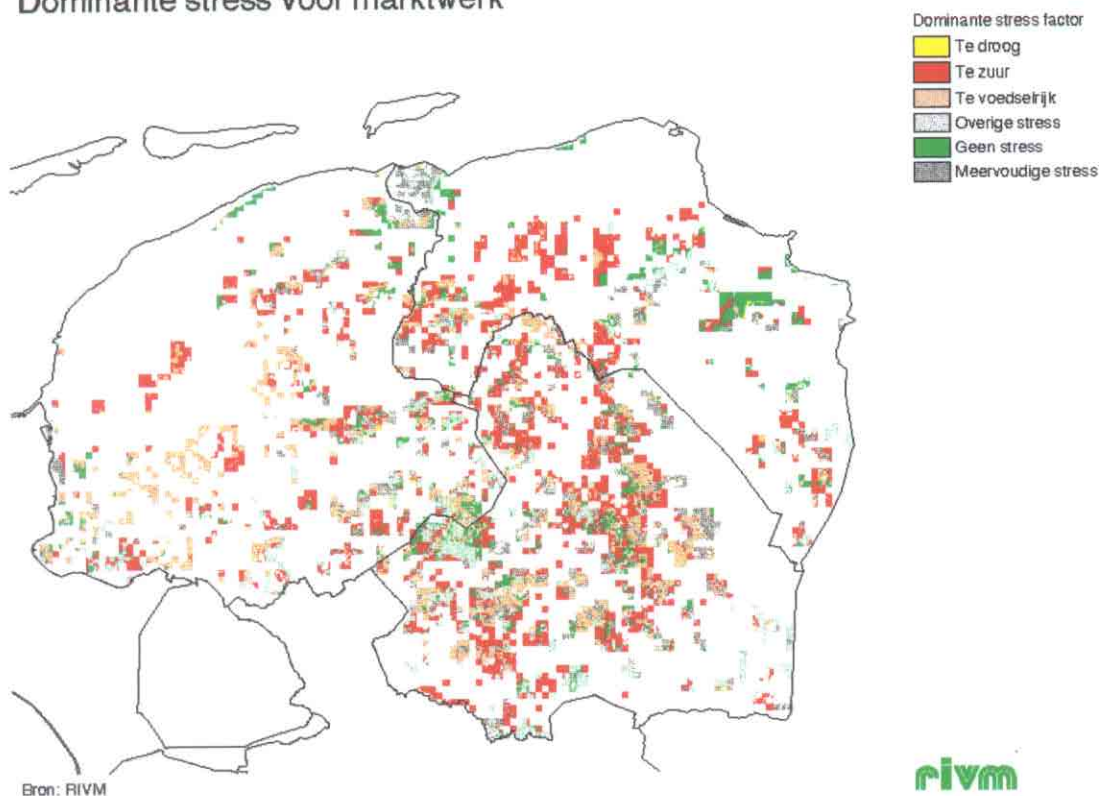 Dominante stress voor marktwerk
Dominante stress factor
Te droog
Te zuur
Te voedselrijk
Overige stress
Geen stress
Meervoudige stress
Bron: RIVM
rivm